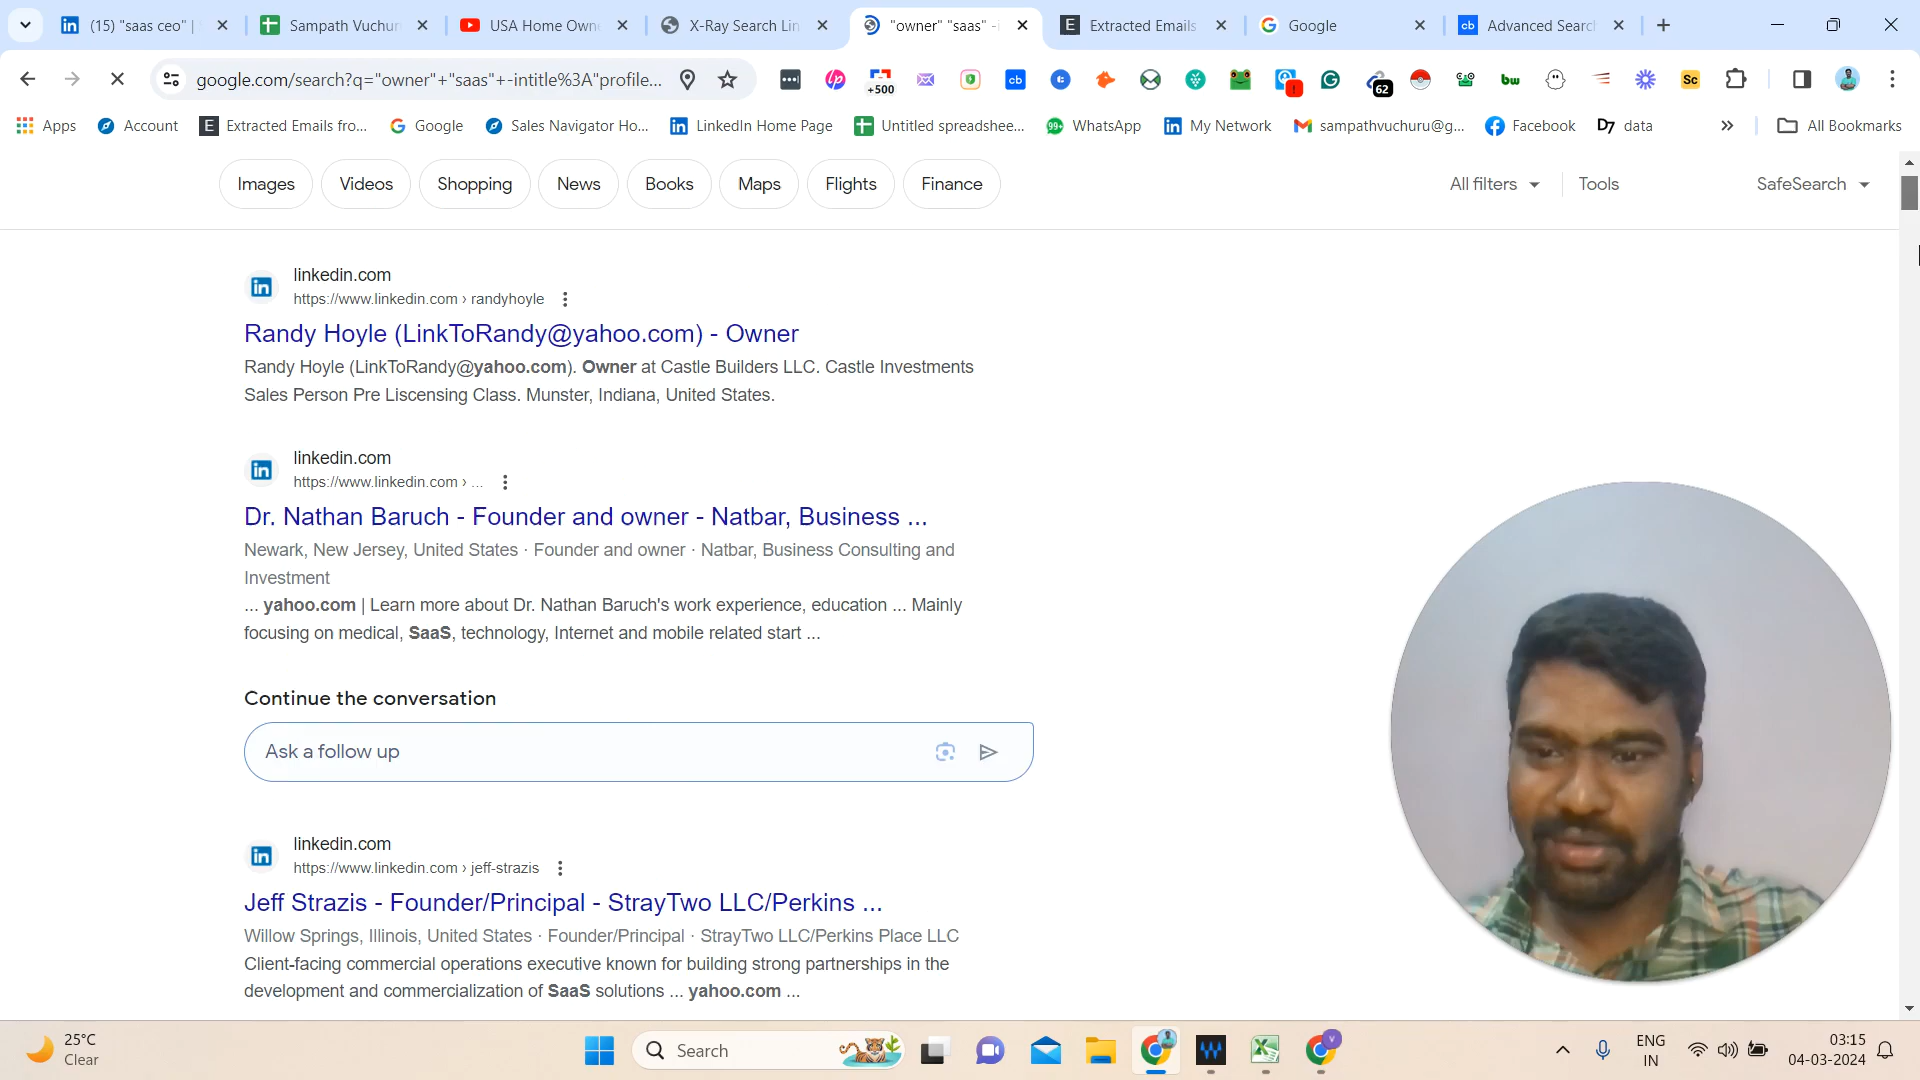 (15) "saas ceo" |
Sampath Vuchur
USA Home Owne
X-Ray Search Lin
"owner" "saas" -i
Extracted Emails
Google
Advanced Searc
google.com/search?q="owner"+"saas"+-intitle%3A"profile...
+500
62
bw
Sc
Apps
Account
Extracted Emails fro...
Google
Sales Navigator Ho...
LinkedIn Home Page
Untitled spreadshee...
99+
WhatsApp
My Network
sampathvuchuru@g...
Facebook
D7 data
All Bookmarks
Images
Videos
Shopping
News
Books
Maps
Flights
Finance
All filters
Tools
SafeSearch
linkedin.com
https://www.linkedin.com › randyhoyle
Randy Hoyle (LinkToRandy@yahoo.com) - Owner
Randy Hoyle (LinkToRandy@yahoo.com). Owner at Castle Builders LLC. Castle Investments
Sales Person Pre Liscensing Class. Munster, Indiana, United States.
linkedin.com
https://www.linkedin.com › ...
Dr. Nathan Baruch - Founder and owner - Natbar, Business ...
Newark, New Jersey, United States · Founder and owner · Natbar, Business Consulting and
Investment
... yahoo.com | Learn more about Dr. Nathan Baruch's work experience, education ... Mainly
focusing on medical, SaaS, technology, Internet and mobile related start ...
Continue the conversation
Ask a follow up
linkedin.com
https://www.linkedin.com › jeff-strazis
Jeff Strazis - Founder/Principal - StrayTwo LLC/Perkins ...
Willow Springs, Illinois, United States · Founder/Principal · StrayTwo LLC/Perkins Place LLC
Client-facing commercial operations executive known for building strong partnerships in the
development and commercialization of SaaS solutions ... yahoo.com ...
25°C
Clear
Search
ENG
IN
03:15
04-03-2024